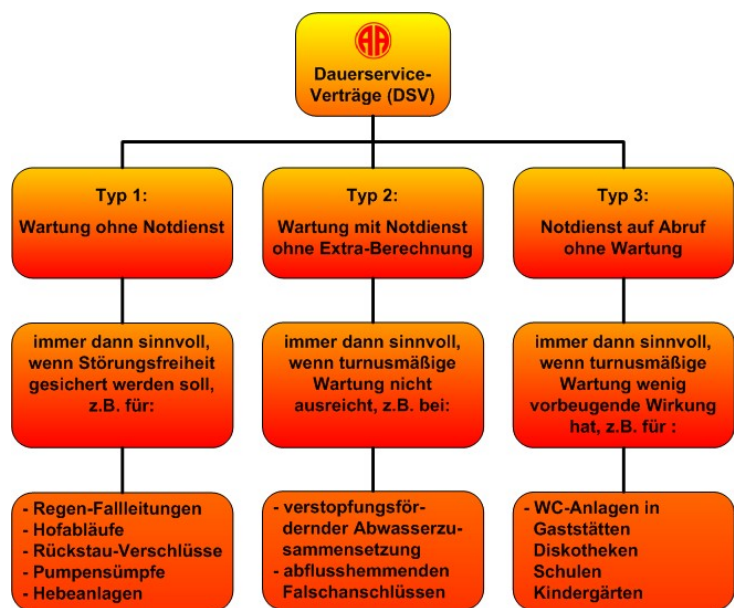 AA
Dauerservice-
Verträge (DSV)
Typ 1:
Wartung ohne Notdienst
immer dann sinnvoll,
wenn Störungsfreiheit
gesichert werden soll,
z.B. für:
- Regen-Fallleitungen
- Hofabläufe
- Rückstau-Verschlüsse
- Pumpensümpfe
- Hebeanlagen
Typ 2:
Wartung mit Notdienst
ohne Extra-Berechnung
immer dann sinnvoll,
wenn turnusmäßige
Wartung nicht
ausreicht, z.B. bei:
- verstopfungsför-
dernder Abwasserzu-
sammensetzung
- abflusshemmenden
Falschanschlüssen
Typ 3:
Notdienst auf Abruf
ohne Wartung
immer dann sinnvoll,
wenn turnusmäßige
Wartung wenig
vorbeugende Wirkung
hat, z.B. für :
- WC-Anlagen in
Gaststätten
Diskotheken
Schulen
Kindergärten